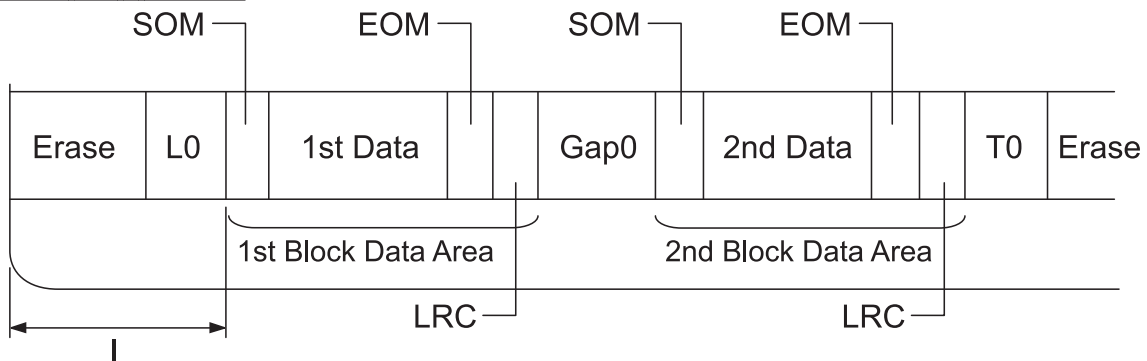 SOM EOM SOM EOM
Erase L0 1st Data Gap0 2nd Data T0 Erase
1st Block Data Area 2nd Block Data Area
LRC LRC
L